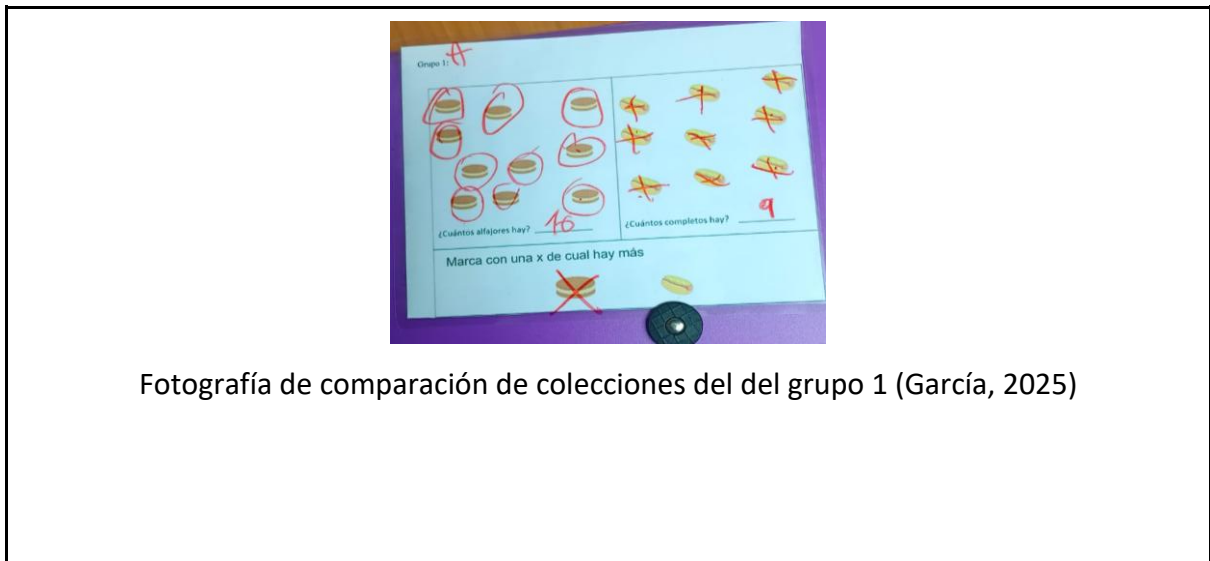 Grupo 1: A
¿Cuántos alfajores hay? 10
¿Cuántos completos hay? 9
Marca con una x de cual hay más
Fotografía de comparación de colecciones del del grupo 1 (García, 2025)